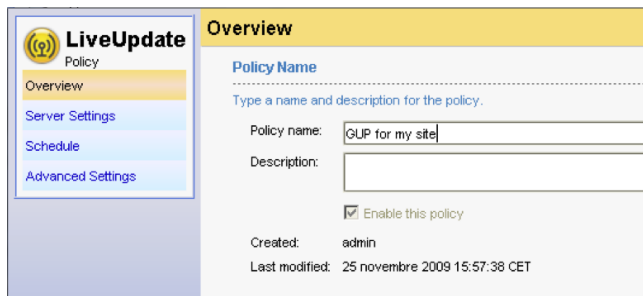 LiveUpdate
Policy
Overview
Server Settings
Schedule
Advanced Settings
Overview
Policy Name
Type a name and description for the policy.
Policy name: GUP for my site
Description:
Enable this policy
Created: admin
Last modified: 25 novembre 2009 15:57:38 CET